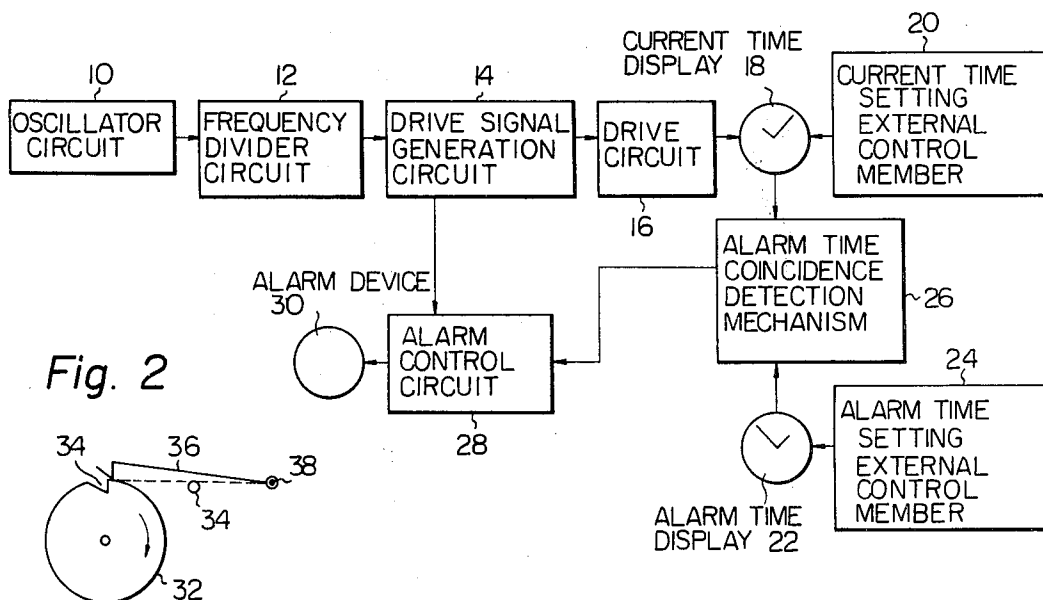 10
OSCILLATOR
CIRCUIT
12
FREQUENCY
DIVIDER
CIRCUIT
14
DRIVE SIGNAL
GENERATION
CIRCUIT
DRIVE
CIRCUIT
16
CURRENT TIME
DISPLAY 18
20
CURRENT TIME
SETTING
EXTERNAL
CONTROL
MEMBER
ALARM TIME
COINCIDENCE
DETECTION
MECHANISM
26
ALARM DEVICE
30
ALARM
CONTROL
CIRCUIT
28
24
ALARM TIME
SETTING
EXTERNAL
CONTROL
MEMBER
ALARM TIME
DISPLAY 22
Fig. 2
34
36
38
34
34
32